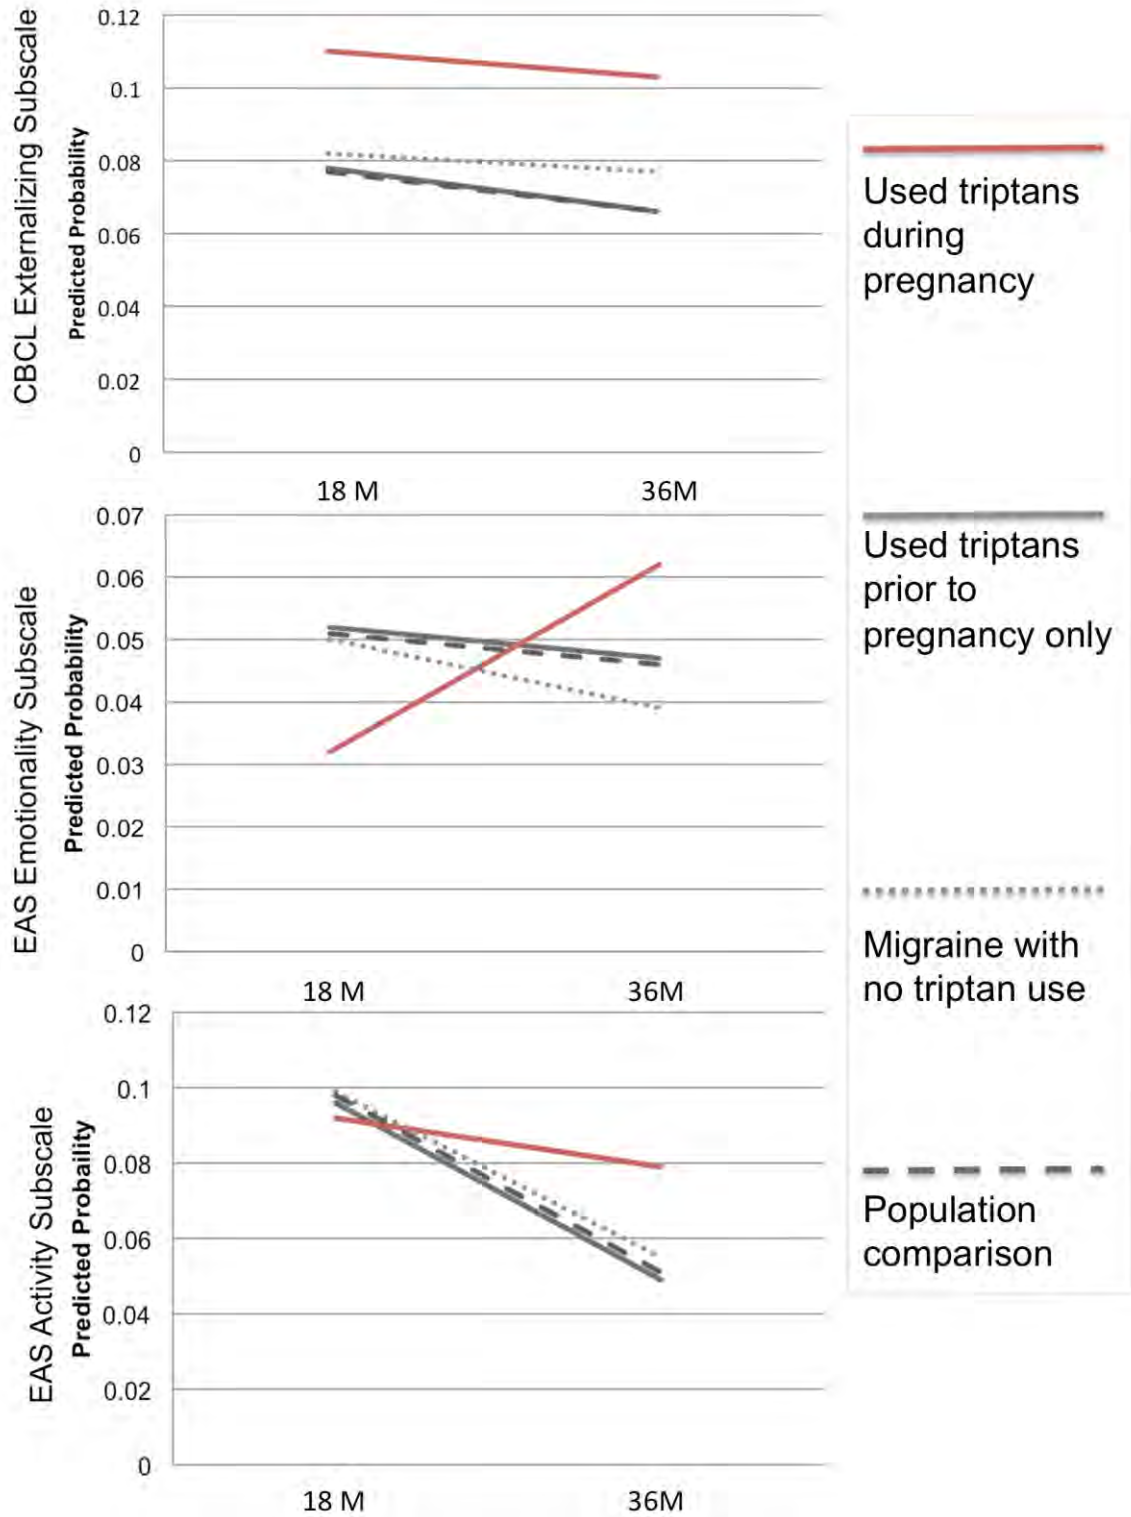 CBCL Externalizing Subscale
Predicted Probability
0.12
0.1
0.08
0.06
0.04
0.02
0
18 M
36M
EAS Emotionality Subscale
Predicted Probability
0.07
0.06
0.05
0.04
0.03
0.02
0.01
0
18 M
36M
EAS Activity Subscale
Predicted Probaility
0.12
0.1
0.08
0.06
0.04
0.02
0
18 M
36M
Used triptans
during
pregnancy
Used triptans
prior to
pregnancy only
Migraine with
no triptan use
Population
comparison